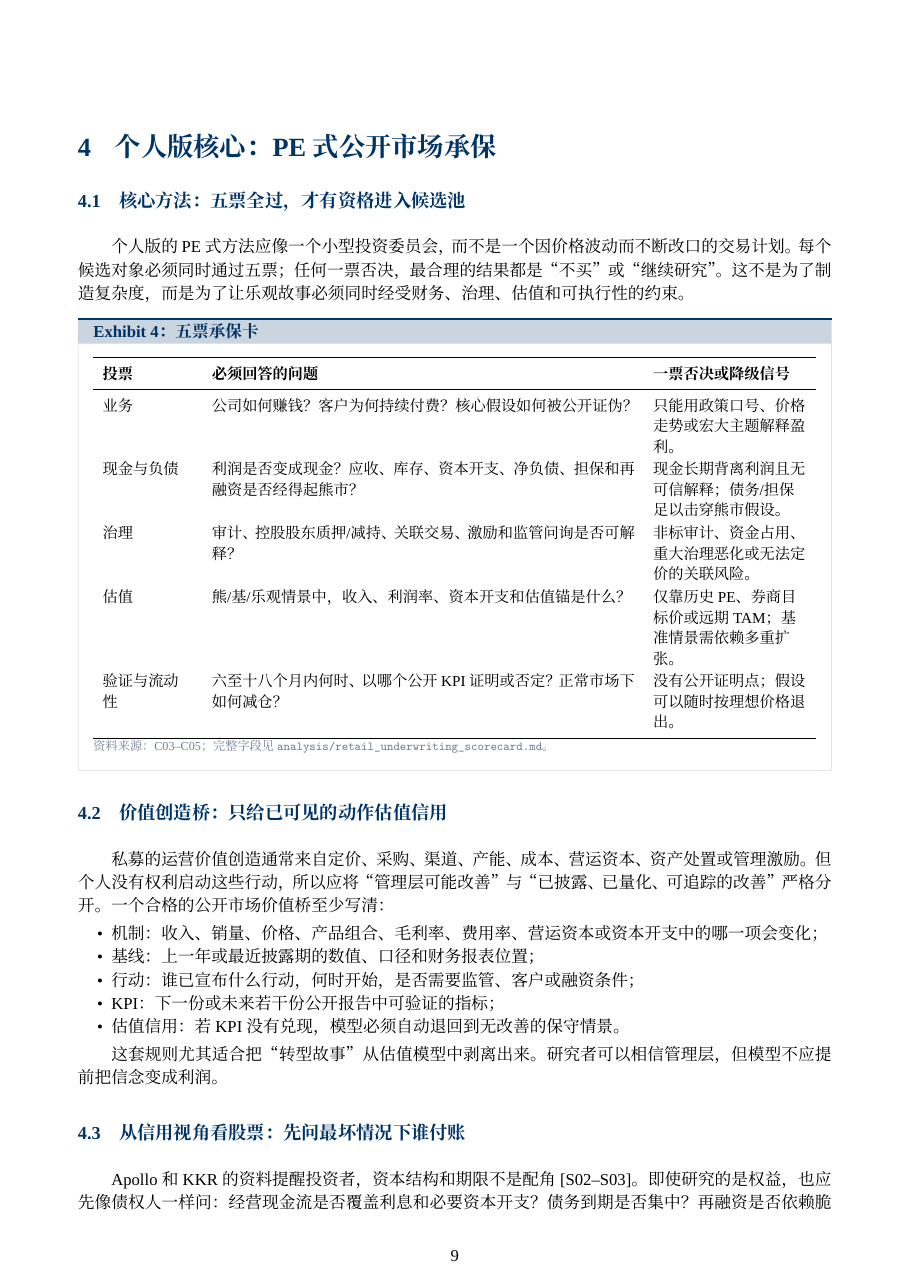 4 个人版核心：PE 式公开市场承保
4.1 核心方法：五票全过，才有资格进入候选池
个人版的 PE 式方法应像一个小型投资委员会，而不是一个因价格波动而不断改口的交易计划。每个
候选对象必须同时通过五票；任何一票否决，最合理的结果都是“不买”或“继续研究”。这不是为了制
造复杂度，而是为了让乐观故事必须同时经受财务、治理、估值和可执行性的约束。
Exhibit 4：五票承保卡
投票 必须回答的问题 一票否决或降级信号
业务 公司如何赚钱？客户为何持续付费？核心假设如何被公开证伪？ 只能用政策口号、价格
走势或宏大主题解释盈
利。
现金与负债 利润是否变成现金？应收、库存、资本开支、净负债、担保和再 现金长期背离利润且无
融资是否经得起熊市？ 可信解释；债务/担保
足以击穿熊市假设。
治理 审计、控股股东质押/减持、关联交易、激励和监管问询是否可解 非标审计、资金占用、
释？ 重大治理恶化或无法定
价的关联风险。
估值 熊/基/乐观情景中，收入、利润率、资本开支和估值锚是什么？ 仅靠历史 PE、券商目
标价或远期 TAM；基
准情景需依赖多重扩
张。
验证与流动 六至十八个月内何时、以哪个公开 KPI 证明或否定？正常市场下 没有公开证明点；假设
性 如何减仓？ 可以随时按理想价格退
出。
资料来源：C03–C05；完整字段见 analysis/retail_underwriting_scorecard.md。
4.2 价值创造桥：只给已可见的动作估值信用
私募的运营价值创造通常来自定价、采购、渠道、产能、成本、营运资本、资产处置或管理激励。但
个人没有权利启动这些行动，所以应将“管理层可能改善”与“已披露、已量化、可追踪的改善”严格分
开。一个合格的公开市场价值桥至少写清：
• 机制：收入、销量、价格、产品组合、毛利率、费用率、营运资本或资本开支中的哪一项会变化；
• 基线：上一年或最近披露期的数值、口径和财务报表位置；
• 行动：谁已宣布什么行动，何时开始，是否需要监管、客户或融资条件；
• KPI：下一份或未来若干份公开报告中可验证的指标；
• 估值信用：若 KPI 没有兑现，模型必须自动退回到无改善的保守情景。
这套规则尤其适合把“转型故事”从估值模型中剥离出来。研究者可以相信管理层，但模型不应提
前把信念变成利润。
4.3 从信用视角看股票：先问最坏情况下谁付账
Apollo 和 KKR 的资料提醒投资者，资本结构和期限不是配角 [S02–S03]。即使研究的是权益，也应
先像债权人一样问：经营现金流是否覆盖利息和必要资本开支？债务到期是否集中？再融资是否依赖脆
9